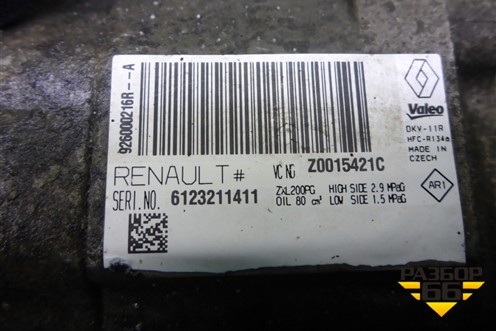 926000216R--A
Valeo
DKV-11R
HFC-R134a
MADE IN
CZECH
RENAULT# VC NG Z0015421C
SERI.NO. 6123211411
ZXL200PG HIGH SIDE 2.9 MPaG
OIL 80 cm³ LOW SIDE 1.5 MPaG
AR1
РАЗБОР
66